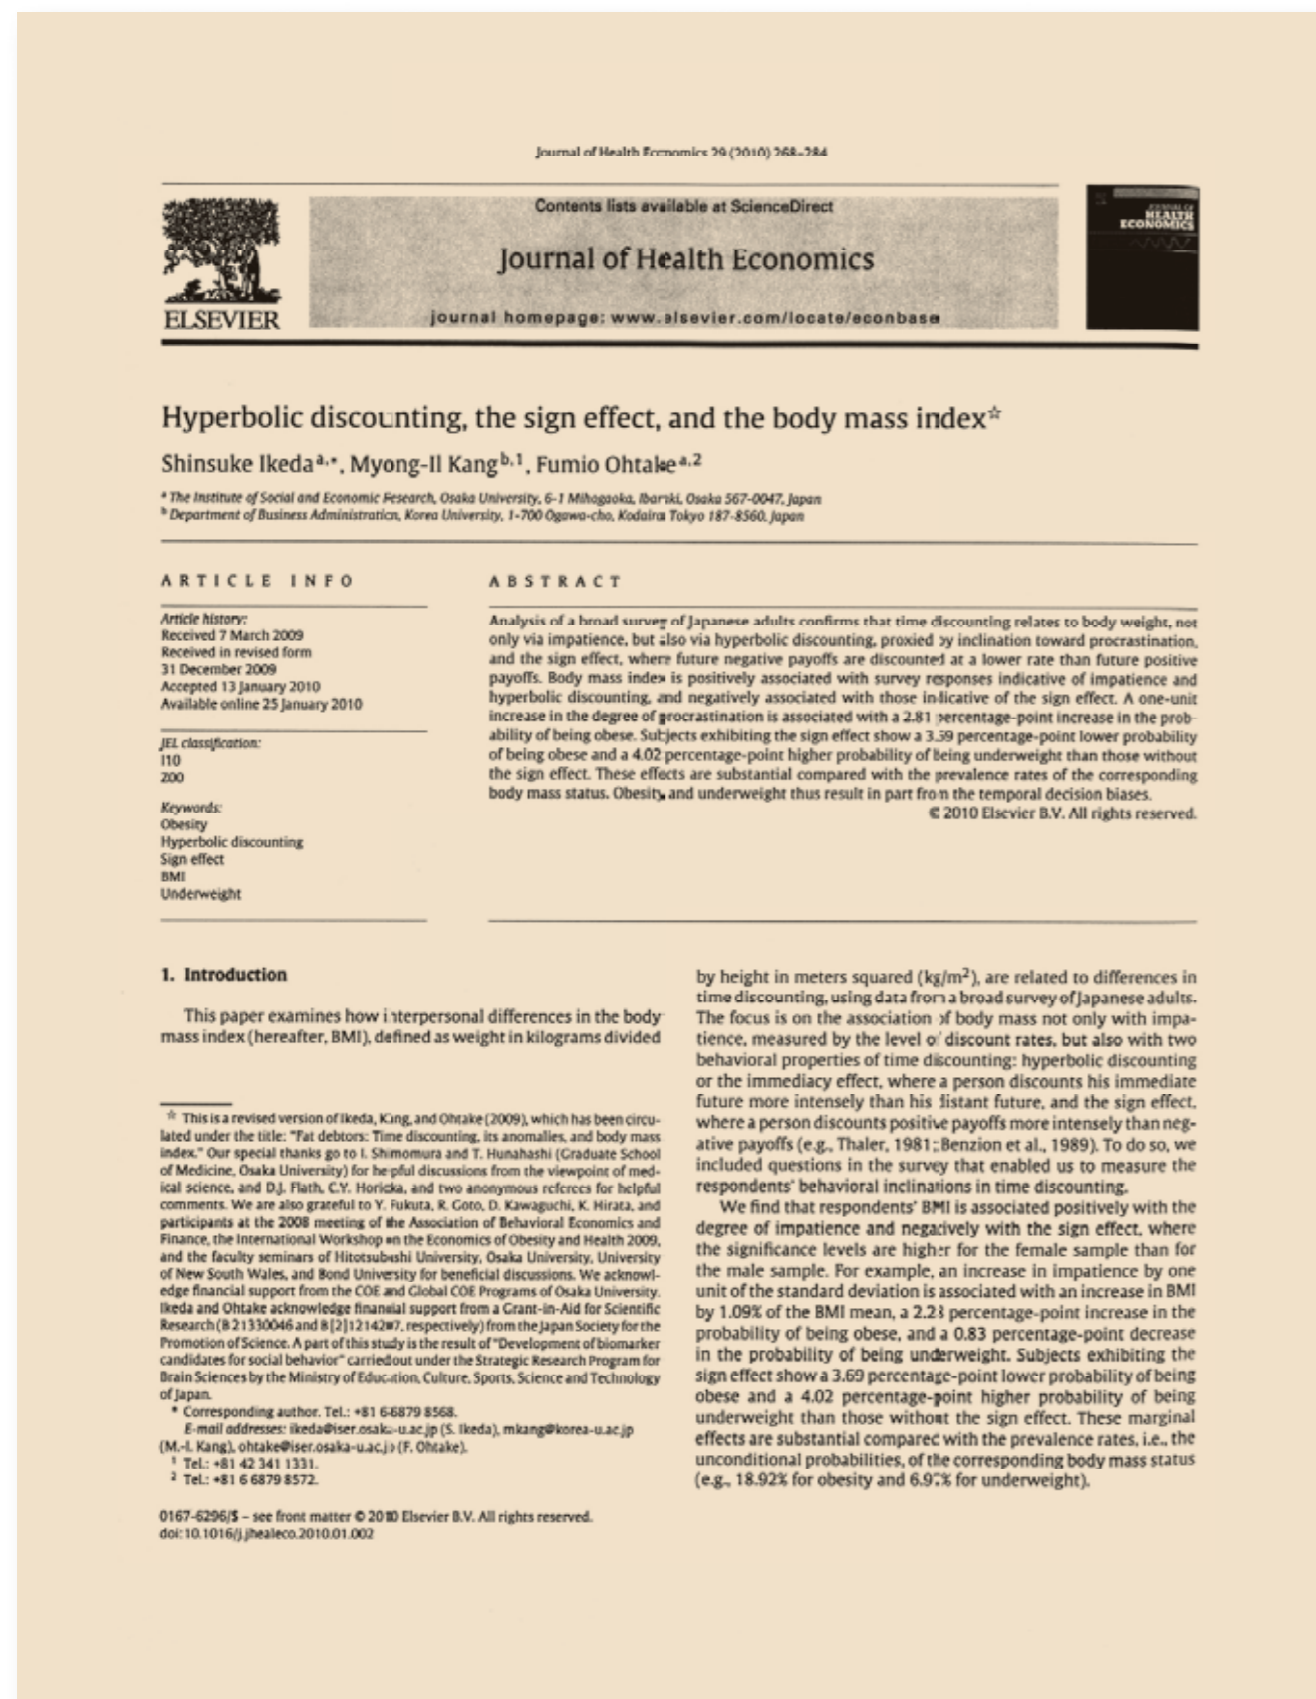 Journal of Health Economics 29 (2010) 268–284
Contents lists available at ScienceDirect
Journal of Health Economics
journal homepage: www.elsevier.com/locate/econbase
ELSEVIER
JOURNAL OF
HEALTH
ECONOMICS
Hyperbolic discounting, the sign effect, and the body mass index☆
Shinsuke Ikeda a,*, Myong-Il Kang b,1, Fumio Ohtake a,2
a The Institute of Social and Economic Research, Osaka University, 6-1 Mihogaoka, Ibaraki, Osaka 567-0047, Japan
b Department of Business Administration, Korea University, 1-700 Ogawa-cho, Kodaira Tokyo 187-8560, Japan
ARTICLE INFO
Article history:
Received 7 March 2009
Received in revised form
31 December 2009
Accepted 13 January 2010
Available online 25 January 2010
JEL classification:
I10
Z00
Keywords:
Obesity
Hyperbolic discounting
Sign effect
BMI
Underweight
ABSTRACT
Analysis of a broad survey of Japanese adults confirms that time discounting relates to body weight, not
only via impatience, but also via hyperbolic discounting, proxied by inclination toward procrastination,
and the sign effect, where future negative payoffs are discounted at a lower rate than future positive
payoffs. Body mass index is positively associated with survey responses indicative of impatience and
hyperbolic discounting, and negatively associated with those indicative of the sign effect. A one-unit
increase in the degree of procrastination is associated with a 2.81 percentage-point increase in the prob-
ability of being obese. Subjects exhibiting the sign effect show a percentage-point lower probability
of being obese and a 4.02 percentage-point higher probability of being underweight than those without
the sign effect. These effects are substantial compared with the prevalence rates of the corresponding
body mass status. Obesity and underweight thus result in part from the temporal decision biases.
© 2010 Elsevier B.V. All rights reserved.
1. Introduction
This paper examines how interpersonal differences in the body
mass index (hereafter, BMI), defined as weight in kilograms divided
☆ This is a revised version of Ikeda, Kang, and Ohtake (2009), which has been circu-
lated under the title: "Fat debtors: Time discounting, its anomalies, and body mass
index." Our special thanks go to I. Shimomura and T. Hunahashi (Graduate School
of Medicine, Osaka University) for helpful discussions from the viewpoint of med-
ical science, and D.J. Flath, C.Y. Horioka, and two anonymous referees for helpful
comments. We are also grateful to Y. Fukuta, R. Goto, D. Kawaguchi, K. Hirata, and
participants at the 2008 meeting of the Association of Behavioral Economics and
Finance, the International Workshop on the Economics of Obesity and Health 2009,
and the faculty seminars of Hitotsubashi University, Osaka University, University
of New South Wales, and Bond University for beneficial discussions. We acknowl-
edge financial support from the COE and Global COE Programs of Osaka University.
Ikeda and Ohtake acknowledge financial support from a Grant-in-Aid for Scientific
Research (B 21330046 and respectively) from the Japan Society for the
Promotion of Science. A part of this study is the result of "Development of biomarker
candidates for social behavior" carried out under the Strategic Research Program for
Brain Sciences by the Ministry of Education, Culture, Sports, Science and Technology
of Japan.
* Corresponding author. Tel.: +81 6 6879 8568.
E-mail addresses: ikeda@iser.osaka-u.ac.jp (S. Ikeda), mkang@korea-u.ac.jp
(M.-I. Kang), ohtake@iser.osaka-u.ac.jp (F. Ohtake).
1 Tel.: +81 42 341 1331.
2 Tel.: +81 6 6879 8572.
0167-6296/$ – see front matter © 2010 Elsevier B.V. All rights reserved.
doi:10.1016/j.jhealeco.2010.01.002
by height in meters squared (kg/m²), are related to differences in
time discounting, using data from a broad survey of Japanese adults.
The focus is on the association of body mass not only with impa-
tience, measured by the level of discount rates, but also with two
behavioral properties of time discounting: hyperbolic discounting
or the immediacy effect, where a person discounts his immediate
future more intensely than his distant future, and the sign effect,
where a person discounts positive payoffs more intensely than neg-
ative payoffs (e.g., Thaler, 1981; Benzion et al., 1989). To do so, we
included questions in the survey that enabled us to measure the
respondents' behavioral inclinations in time discounting.
We find that respondents' BMI is associated positively with the
degree of impatience and negatively with the sign effect, where
the significance levels are higher for the female sample than for
the male sample. For example, an increase in impatience by one
unit of the standard deviation is associated with an increase in BMI
by 1.09% of the BMI mean, a percentage-point increase in the
probability of being obese, and a 0.83 percentage-point decrease
in the probability of being underweight. Subjects exhibiting the
sign effect show a 3.69 percentage-point lower probability of being
obese and a 4.02 percentage-point higher probability of being
underweight than those without the sign effect. These marginal
effects are substantial compared with the prevalence rates, i.e., the
unconditional probabilities, of the corresponding body mass status
(e.g., 18.92% for obesity and for underweight).